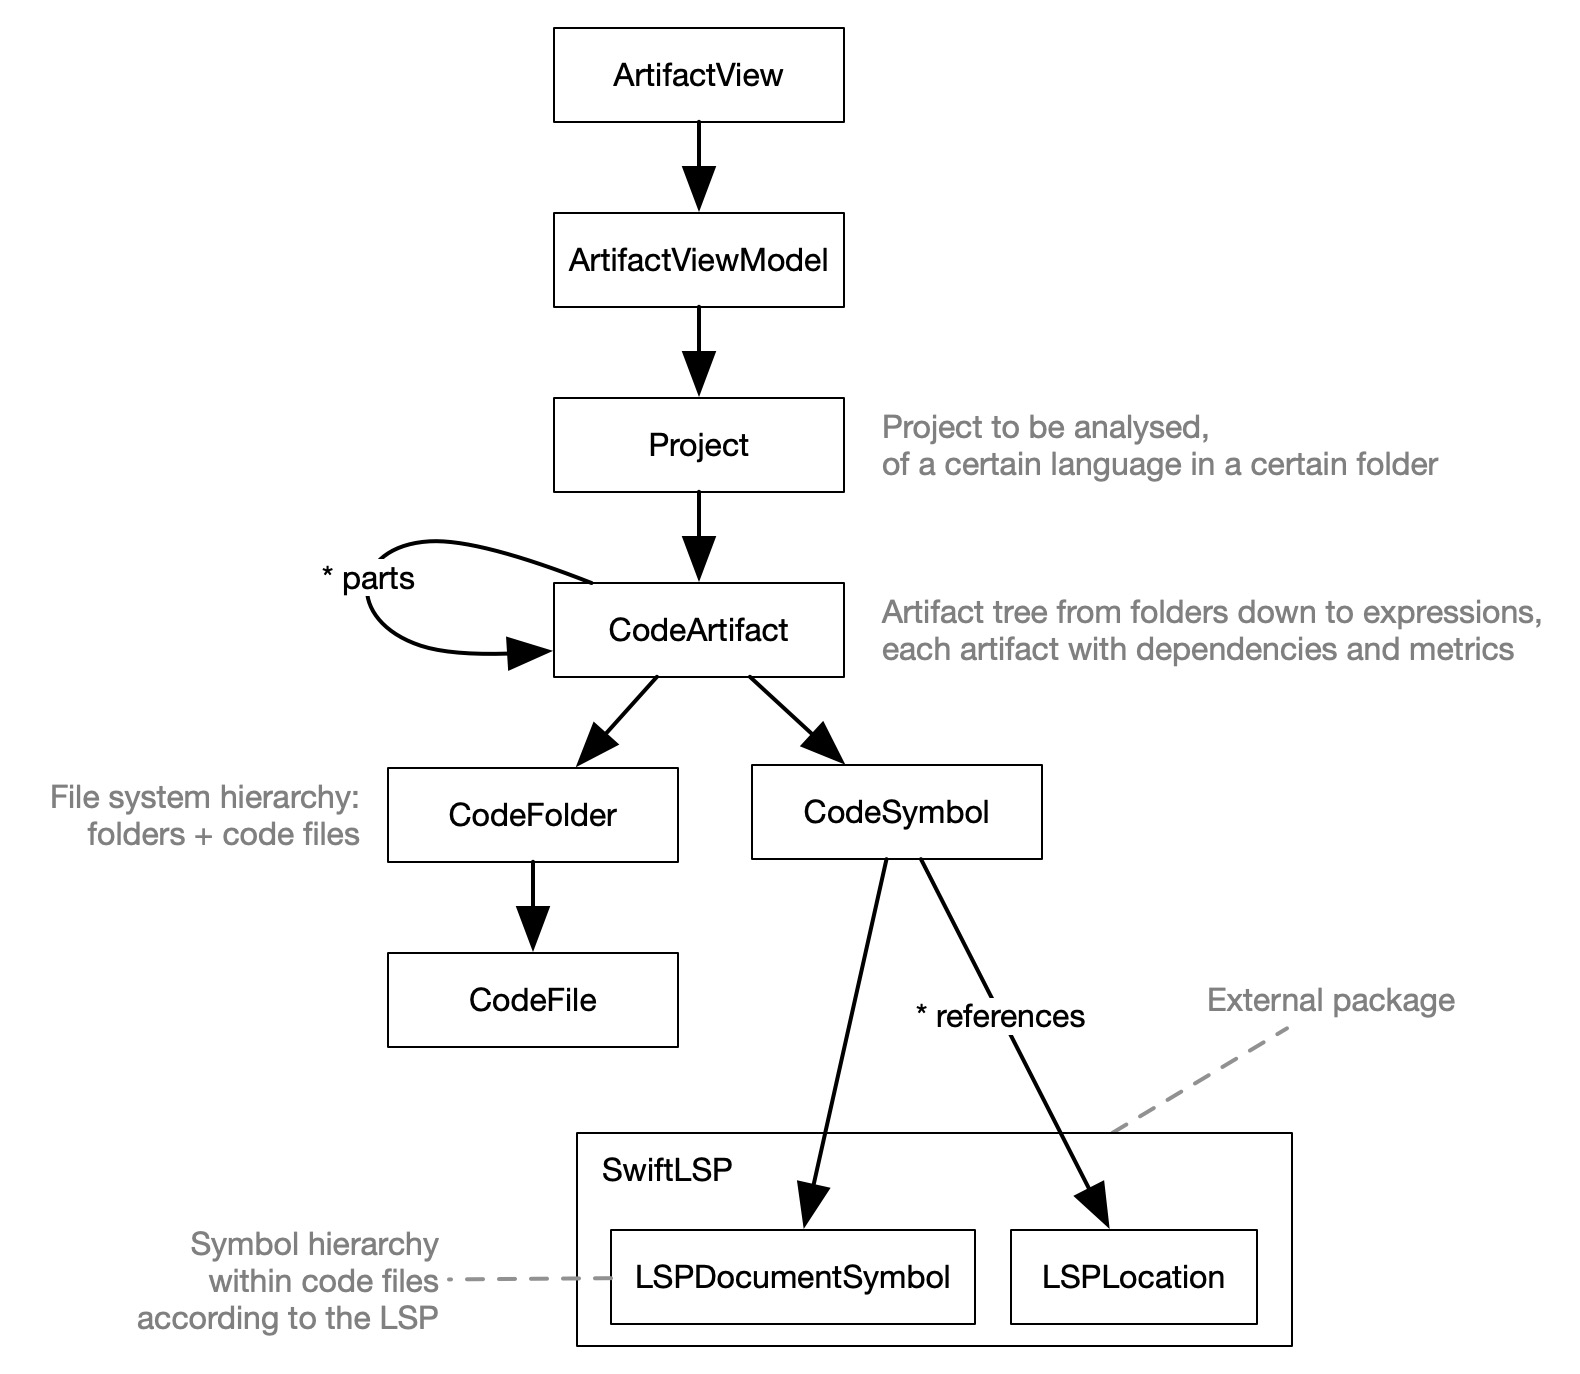 ArtifactView
ArtifactViewModel
Project
Project to be analysed,
of a certain language in a certain folder
* parts
CodeArtifact
Artifact tree from folders down to expressions,
each artifact with dependencies and metrics
File system hierarchy:
folders + code files
CodeFolder
CodeSymbol
CodeFile
* references
External package
SwiftLSP
Symbol hierarchy
within code files
according to the LSP
LSPDocumentSymbol
LSPLocation